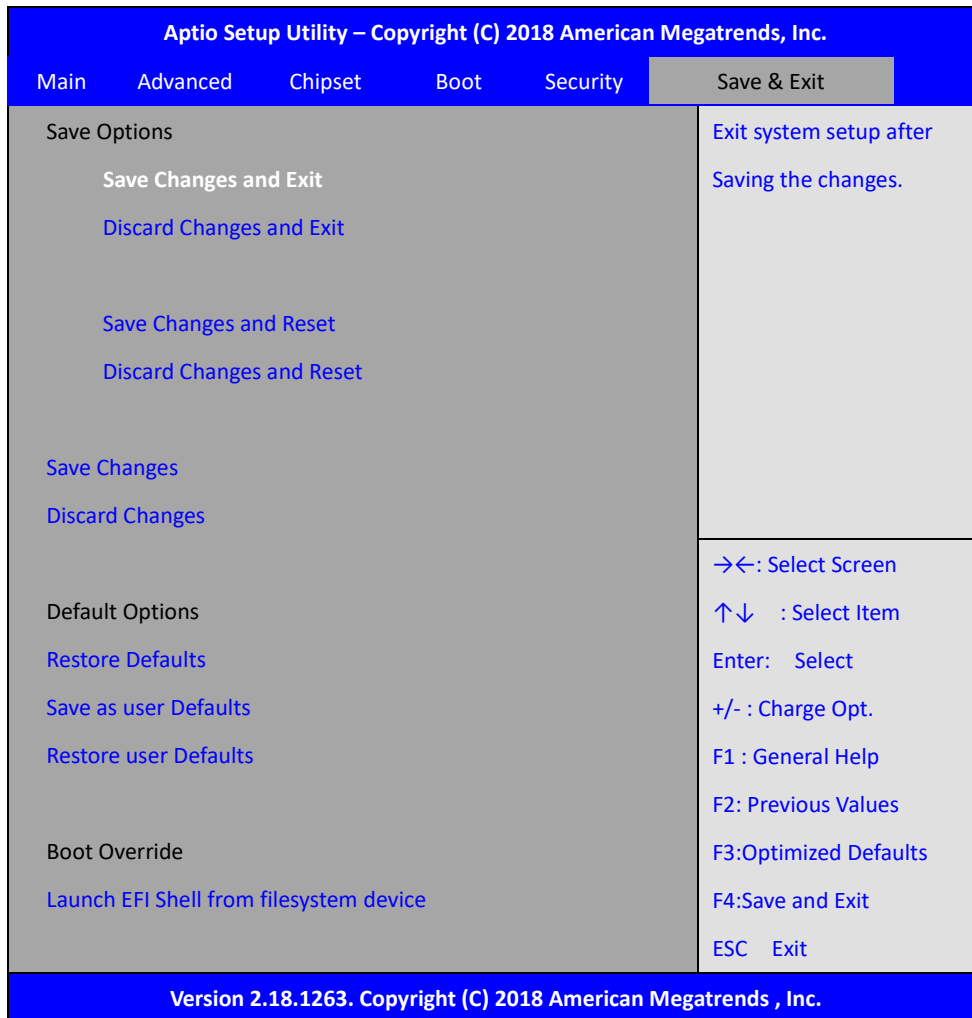 Aptio Setup Utility – Copyright (C) 2018 American Megatrends, Inc.
Main Advanced Chipset Boot Security Save & Exit
Save Options
Save Changes and Exit
Discard Changes and Exit
Save Changes and Reset
Discard Changes and Reset
Save Changes
Discard Changes
Default Options
Restore Defaults
Save as user Defaults
Restore user Defaults
Boot Override
Launch EFI Shell from filesystem device
Exit system setup after
Saving the changes.
→←: Select Screen
↑↓ : Select Item
Enter: Select
+/- : Charge Opt.
F1 : General Help
F2: Previous Values
F3:Optimized Defaults
F4:Save and Exit
ESC Exit
Version 2.18.1263. Copyright (C) 2018 American Megatrends , Inc.